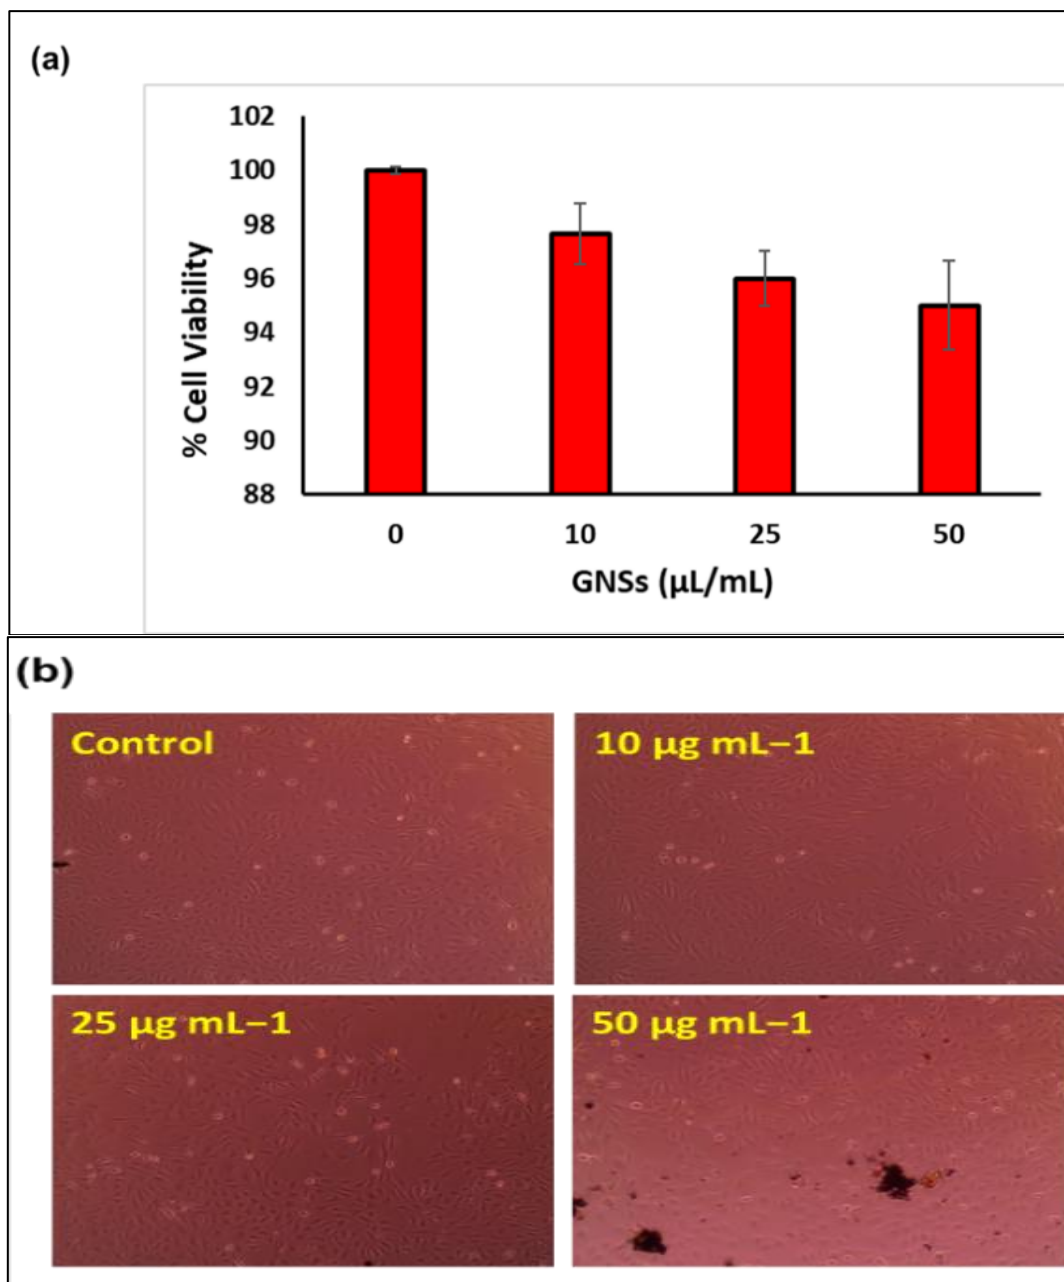 (a)
102
100
98
96
94
92
90
88
% Cell Viability
0 10 25 50
GNSs (µL/mL)
(b)
Control
10 µg mL–1
25 µg mL–1
50 µg mL–1